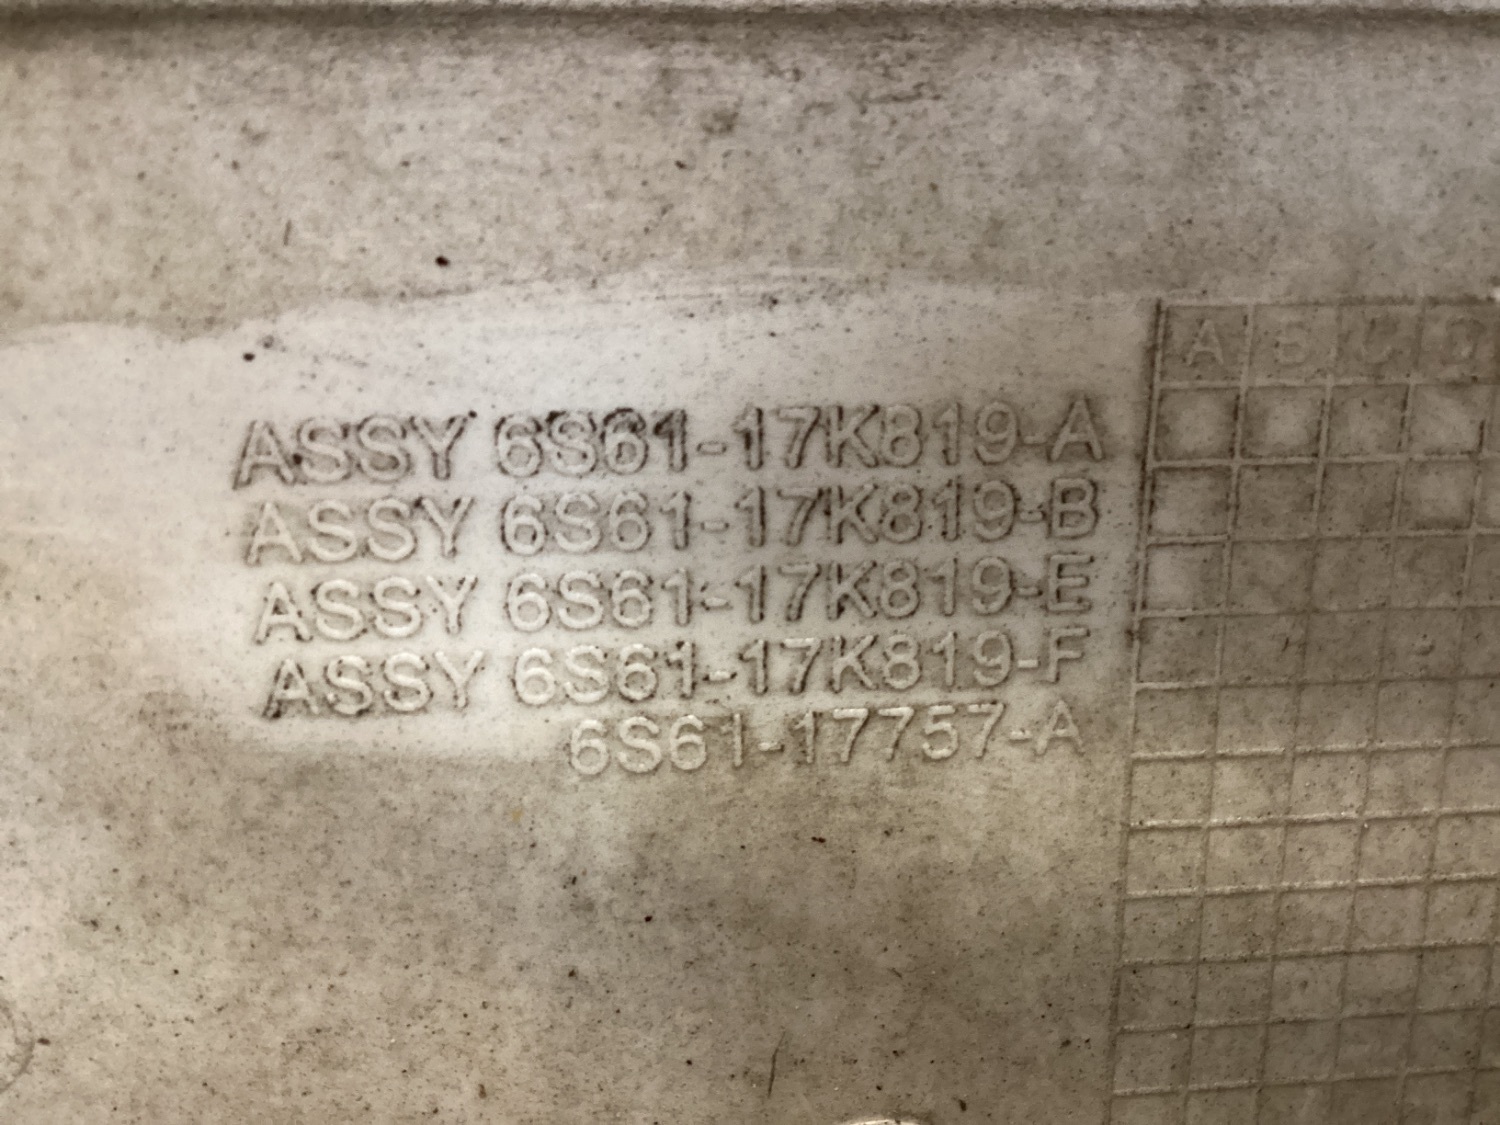 A B C D
ASSY 6S61-17K819-A
ASSY 6S61-17K819-B
ASSY 6S61-17K819-E
ASSY 6S61-17K819-F
6S61-17757-A